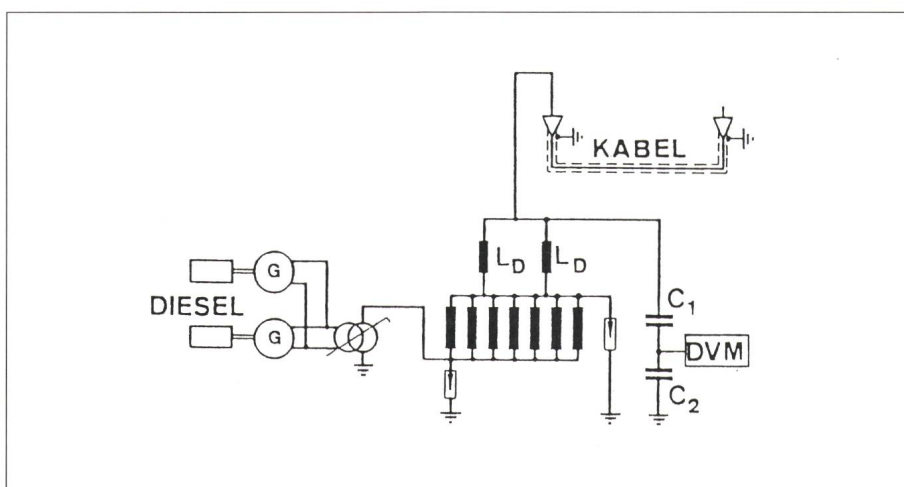 KABEL
L_D L_D
G
DIESEL
C_1
DVM
G
C_2